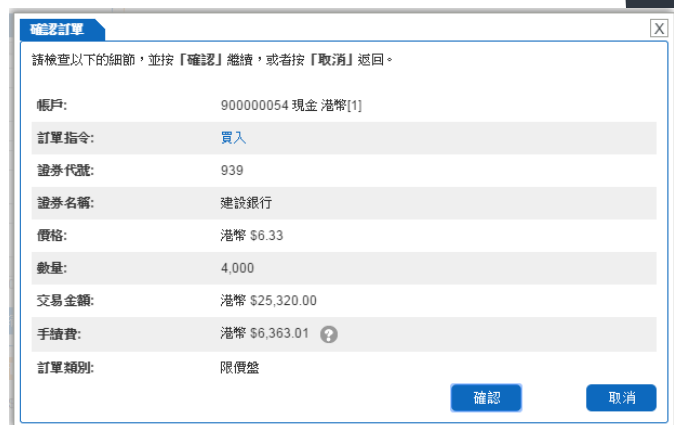 確認訂單
X
請檢查以下的細節，並按「確認」繼續，或者按「取消」返回。
帳戶: 900000054 現金 港幣[1]
訂單指令: 買入
證券代號: 939
證券名稱: 建設銀行
價格: 港幣 $6.33
數量: 4,000
交易金額: 港幣 $25,320.00
手續費: 港幣 $6,363.01 ?
訂單類別: 限價盤
確認 取消